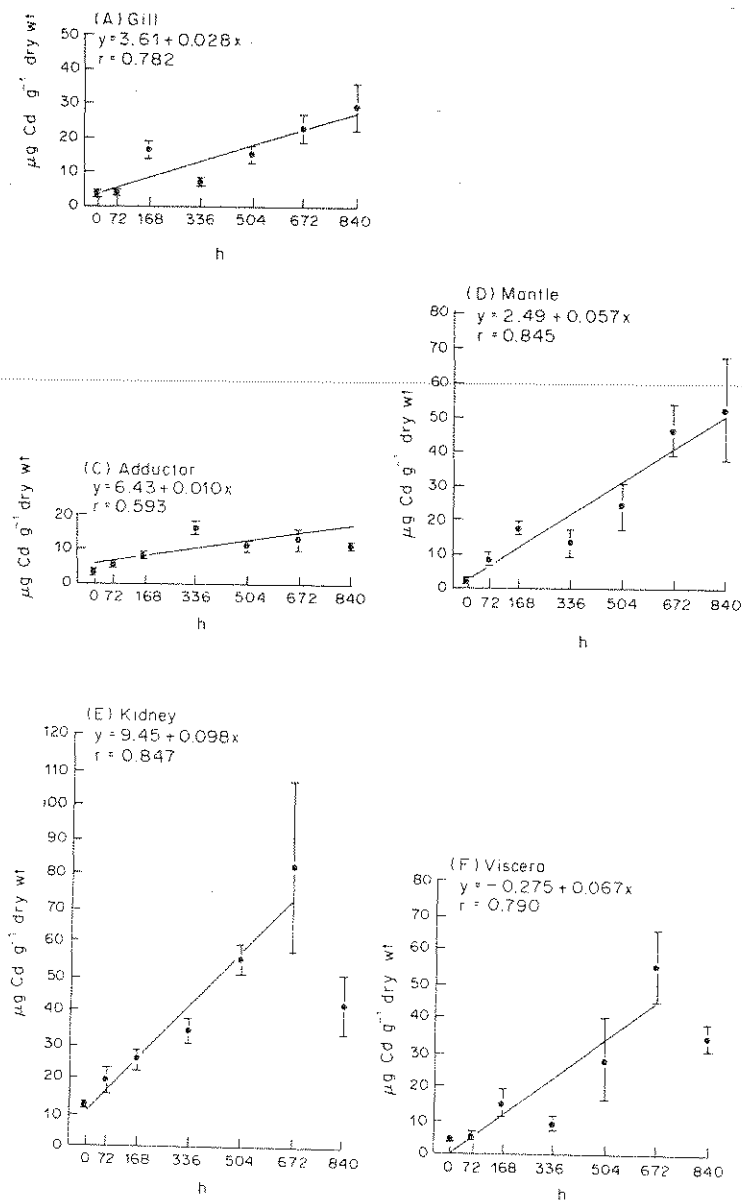 (A) Gill
y=3.61+0.028x
r = 0.782
µg Cd g⁻¹ dry wt
50
40
30
20
10
0
0 72 168 336 504 672 840
h
(D) Mantle
y = 2.49 + 0.057x
r = 0.845
µg Cd g⁻¹ dry wt
80
70
60
50
40
30
20
10
0
0 72 168 336 504 672 840
h
(C) Adductor
y=6.43+0.010x
r=0.593
µg Cd g⁻¹ dry wt
20
10
0
0 72 168 336 504 672 840
h
(E) Kidney
y = 9.45 +0.098x
r = 0.847
µg Cd g⁻¹ dry wt
120
110
100
90
80
70
60
50
40
30
20
10
0
0 72 168 336 504 672 840
h
(F) Viscera
y = -0.275 +0.067x
r = 0.790
µg Cd g⁻¹ dry wt
80
70
60
50
40
30
20
10
0
0 72 168 336 504 672 840
h